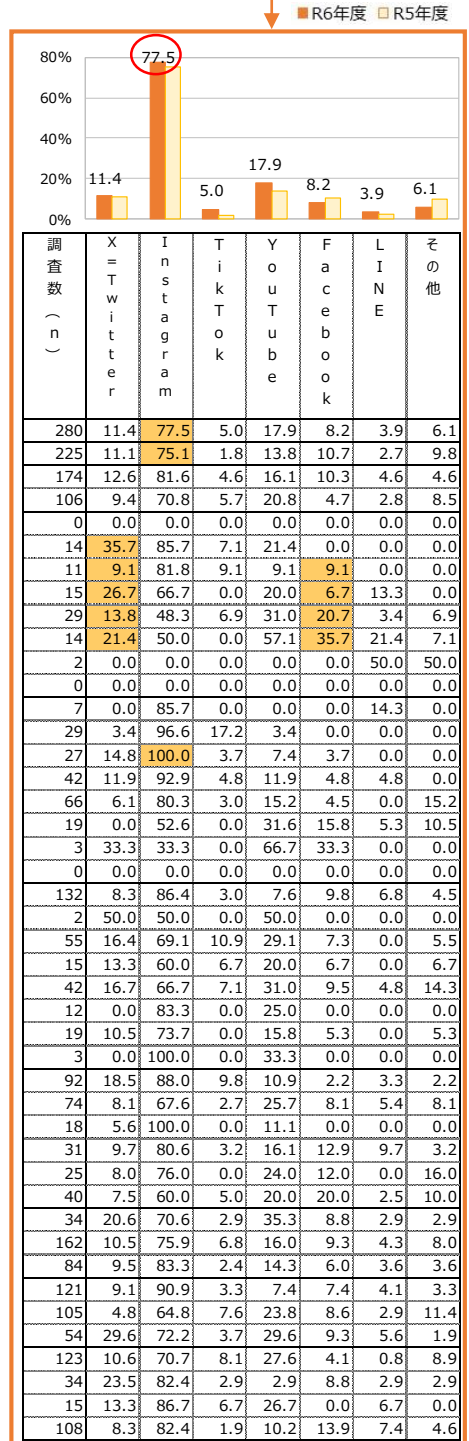 ■R6年度 □R5年度
80%
77.5
60%
40%
20%
11.4
5.0
17.9
8.2
3.9
6.1
0%
調査数（n） X=Twitter Instagram TikTok YouTube Facebook LINE その他
280 11.4 77.5 5.0 17.9 8.2 3.9 6.1
225 11.1 75.1 1.8 13.8 10.7 2.7 9.8
174 12.6 81.6 4.6 16.1 10.3 4.6 4.6
106 9.4 70.8 5.7 20.8 4.7 2.8 8.5
0 0.0 0.0 0.0 0.0 0.0 0.0 0.0
14 35.7 85.7 7.1 21.4 0.0 0.0 0.0
11 9.1 81.8 9.1 9.1 9.1 0.0 0.0
15 26.7 66.7 0.0 20.0 6.7 13.3 0.0
29 13.8 48.3 6.9 31.0 20.7 3.4 6.9
14 21.4 50.0 0.0 57.1 35.7 21.4 7.1
2 0.0 0.0 0.0 0.0 0.0 50.0 50.0
0 0.0 0.0 0.0 0.0 0.0 0.0 0.0
7 0.0 85.7 0.0 0.0 0.0 14.3 0.0
29 3.4 96.6 17.2 3.4 0.0 0.0 0.0
27 14.8 100.0 3.7 7.4 3.7 0.0 0.0
42 11.9 92.9 4.8 11.9 4.8 4.8 0.0
66 6.1 80.3 3.0 15.2 4.5 0.0 15.2
19 0.0 52.6 0.0 31.6 15.8 5.3 10.5
3 33.3 33.3 0.0 66.7 33.3 0.0 0.0
0 0.0 0.0 0.0 0.0 0.0 0.0 0.0
132 8.3 86.4 3.0 7.6 9.8 6.8 4.5
2 50.0 50.0 0.0 50.0 0.0 0.0 0.0
55 16.4 69.1 10.9 29.1 7.3 0.0 5.5
15 13.3 60.0 6.7 20.0 6.7 0.0 6.7
42 16.7 66.7 7.1 31.0 9.5 4.8 14.3
12 0.0 83.3 0.0 25.0 0.0 0.0 0.0
19 10.5 73.7 0.0 15.8 5.3 0.0 5.3
3 0.0 100.0 0.0 33.3 0.0 0.0 0.0
92 18.5 88.0 9.8 10.9 2.2 3.3 2.2
74 8.1 67.6 2.7 25.7 8.1 5.4 8.1
18 5.6 100.0 0.0 11.1 0.0 0.0 0.0
31 9.7 80.6 3.2 16.1 12.9 9.7 3.2
25 8.0 76.0 0.0 24.0 12.0 0.0 16.0
40 7.5 60.0 5.0 20.0 20.0 2.5 10.0
34 20.6 70.6 2.9 35.3 8.8 2.9 2.9
162 10.5 75.9 6.8 16.0 9.3 4.3 8.0
84 9.5 83.3 2.4 14.3 6.0 3.6 3.6
121 9.1 90.9 3.3 7.4 7.4 4.1 3.3
105 4.8 64.8 7.6 23.8 8.6 2.9 11.4
54 29.6 72.2 3.7 29.6 9.3 5.6 1.9
123 10.6 70.7 8.1 27.6 4.1 0.8 8.9
34 23.5 82.4 2.9 2.9 8.8 2.9 2.9
15 13.3 86.7 6.7 26.7 0.0 6.7 0.0
108 8.3 82.4 1.9 10.2 13.9 7.4 4.6